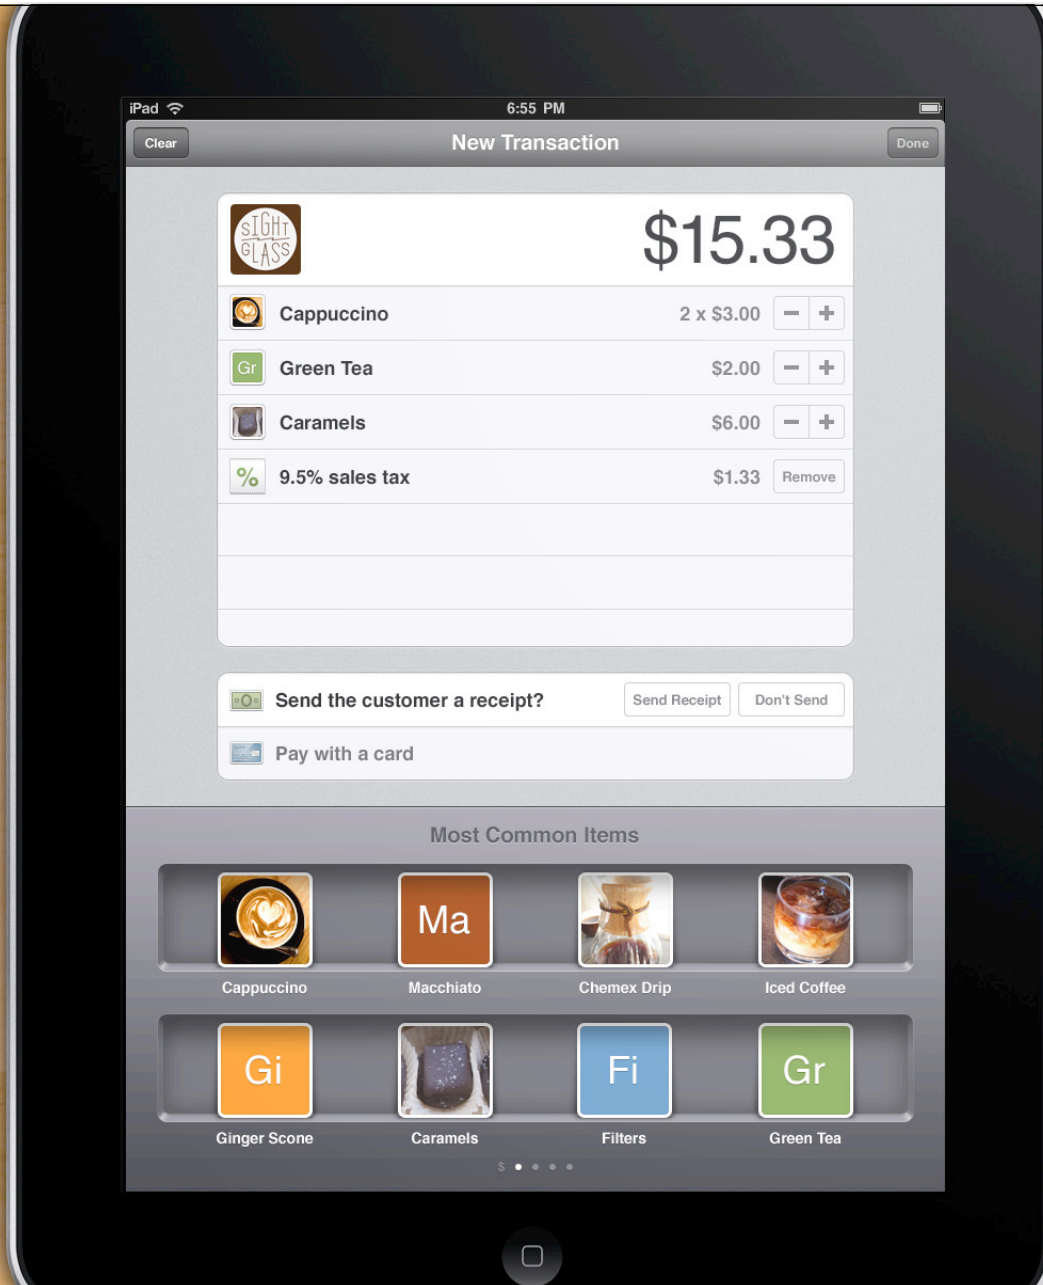 iPad 6:55 PM
Clear New Transaction Done
SIGHT
GLASS
$15.33
Cappuccino 2 x $3.00 − +
Gr Green Tea $2.00 − +
Caramels $6.00 − +
% 9.5% sales tax $1.33 Remove
Send the customer a receipt? Send Receipt Don't Send
Pay with a card
Most Common Items
Ma
Cappuccino Macchiato Chemex Drip Iced Coffee
Gi Fi Gr
Ginger Scone Caramels Filters Green Tea
$